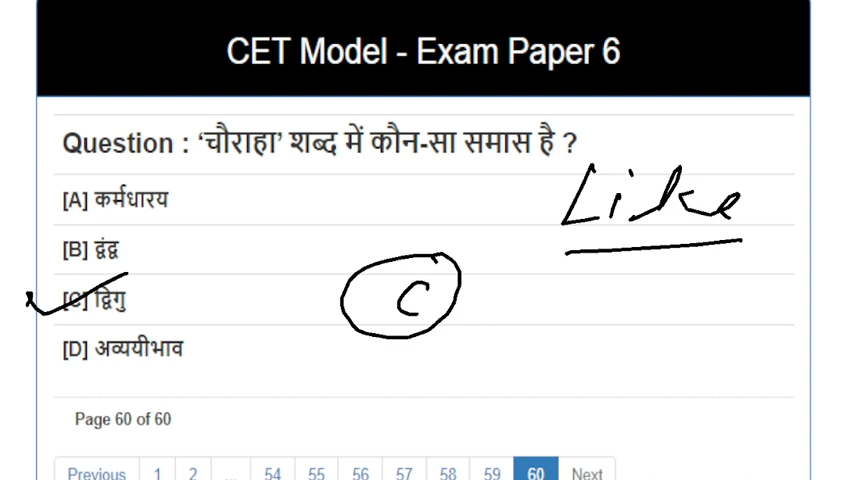 CET Model - Exam Paper 6
Question : ‘चौराहा’ शब्द में कौन-सा समास है ?
[A] कर्मधारय
Like
[B] द्वंद्व
[C] द्विगु
C
[D] अव्ययीभाव
Page 60 of 60
Previous 1 2 ... 54 55 56 57 58 59 60 Next